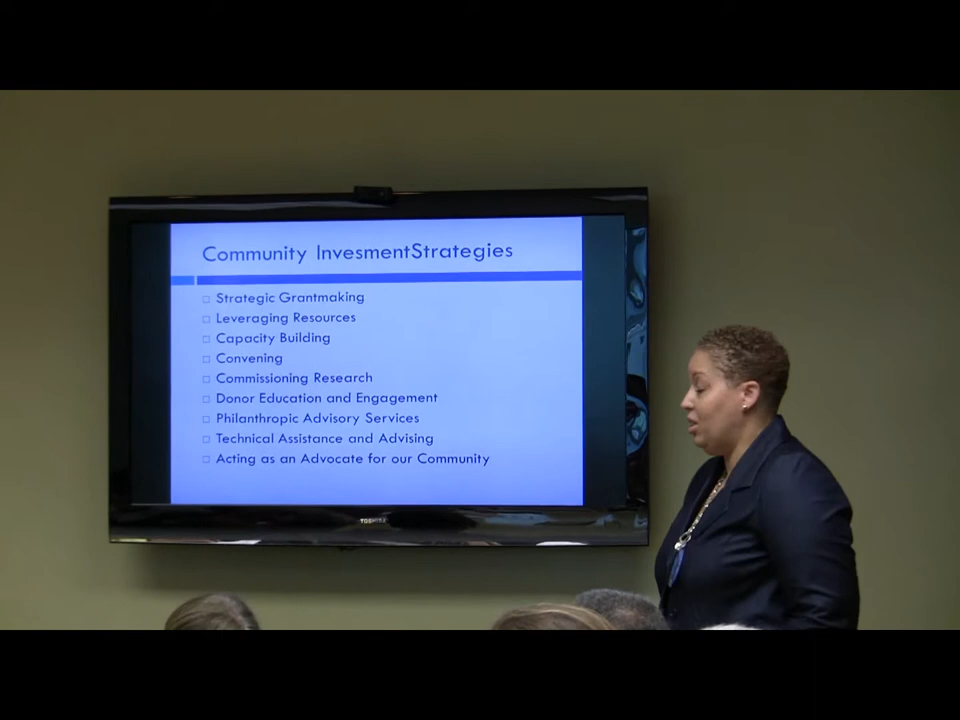 Community InvesmentStrategies
Strategic Grantmaking
Leveraging Resources
Capacity Building
Convening
Commissioning Research
Donor Education and Engagement
Philanthropic Advisory Services
Technical Assistance and Advising
Acting as an Advocate for our Community
TOSHIBA